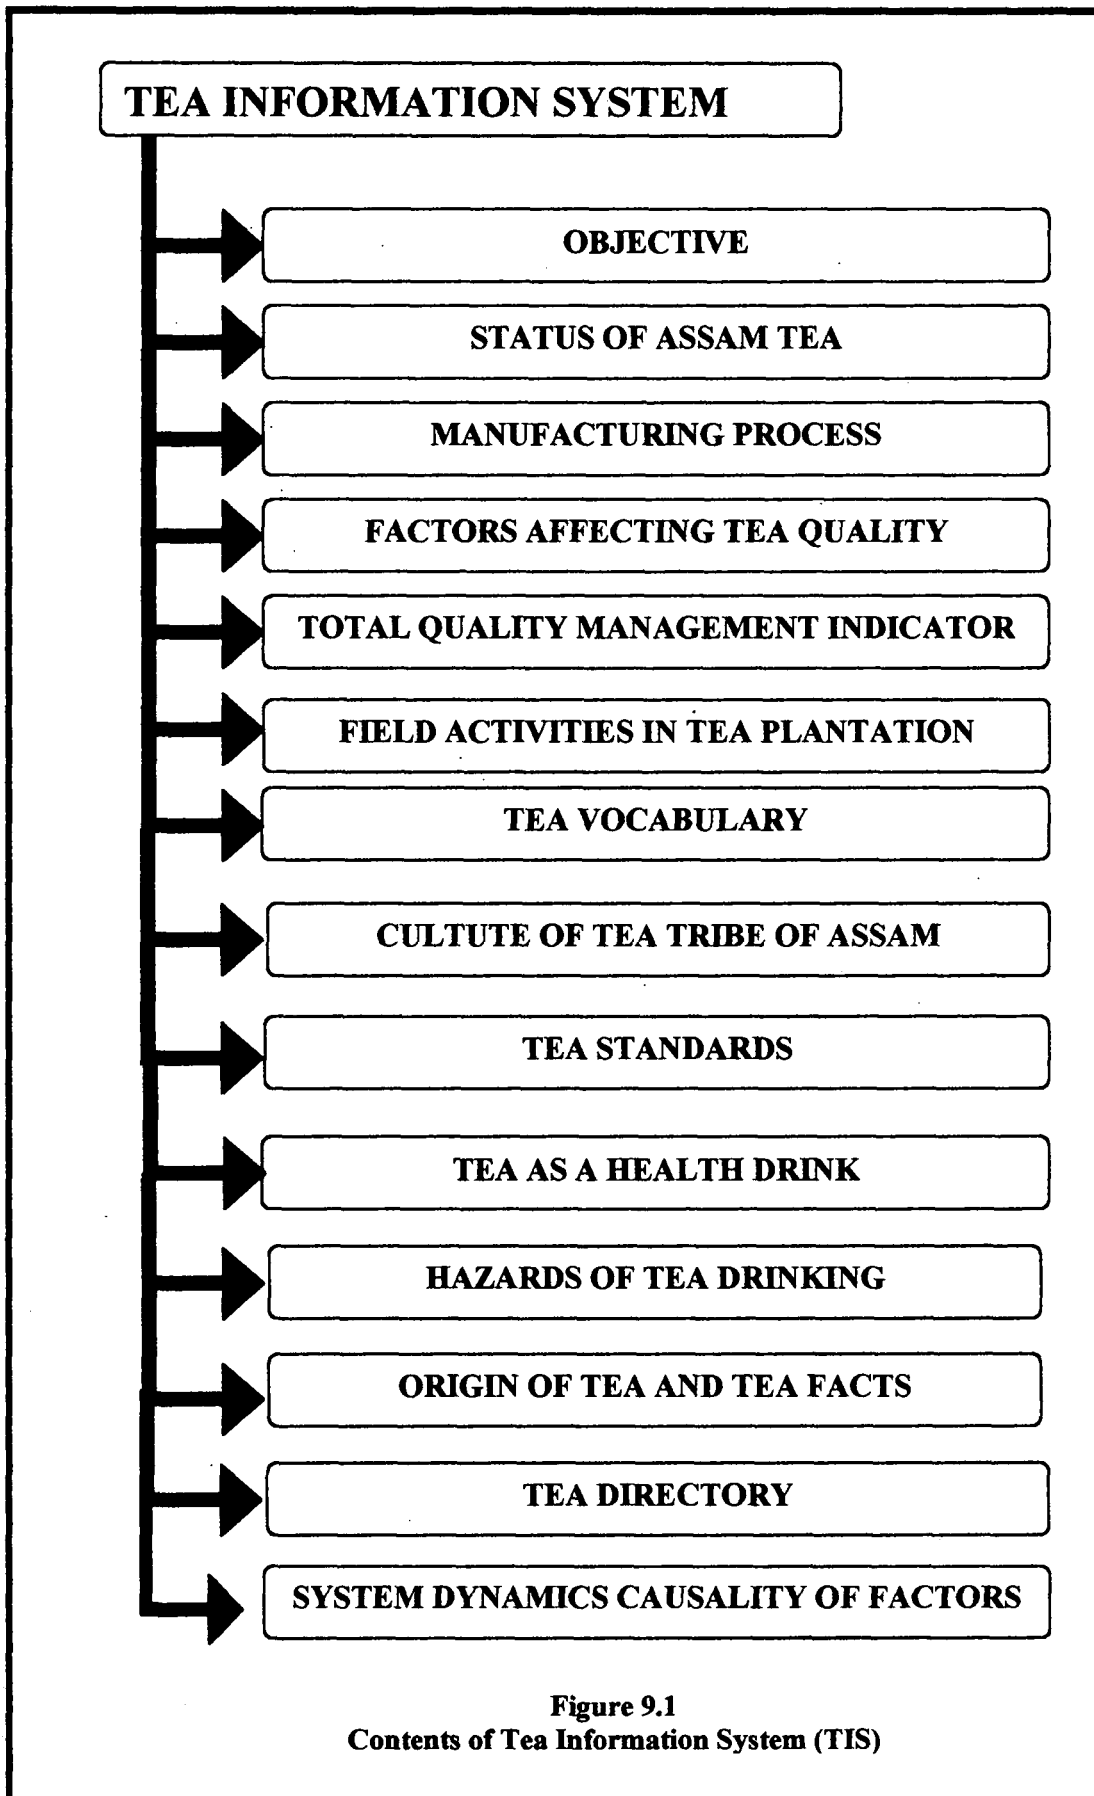 TEA INFORMATION SYSTEM
OBJECTIVE
STATUS OF ASSAM TEA
MANUFACTURING PROCESS
FACTORS AFFECTING TEA QUALITY
TOTAL QUALITY MANAGEMENT INDICATOR
FIELD ACTIVITIES IN TEA PLANTATION
TEA VOCABULARY
CULTUTE OF TEA TRIBE OF ASSAM
TEA STANDARDS
TEA AS A HEALTH DRINK
HAZARDS OF TEA DRINKING
ORIGIN OF TEA AND TEA FACTS
TEA DIRECTORY
SYSTEM DYNAMICS CAUSALITY OF FACTORS
Figure 9.1
Contents of Tea Information System (TIS)